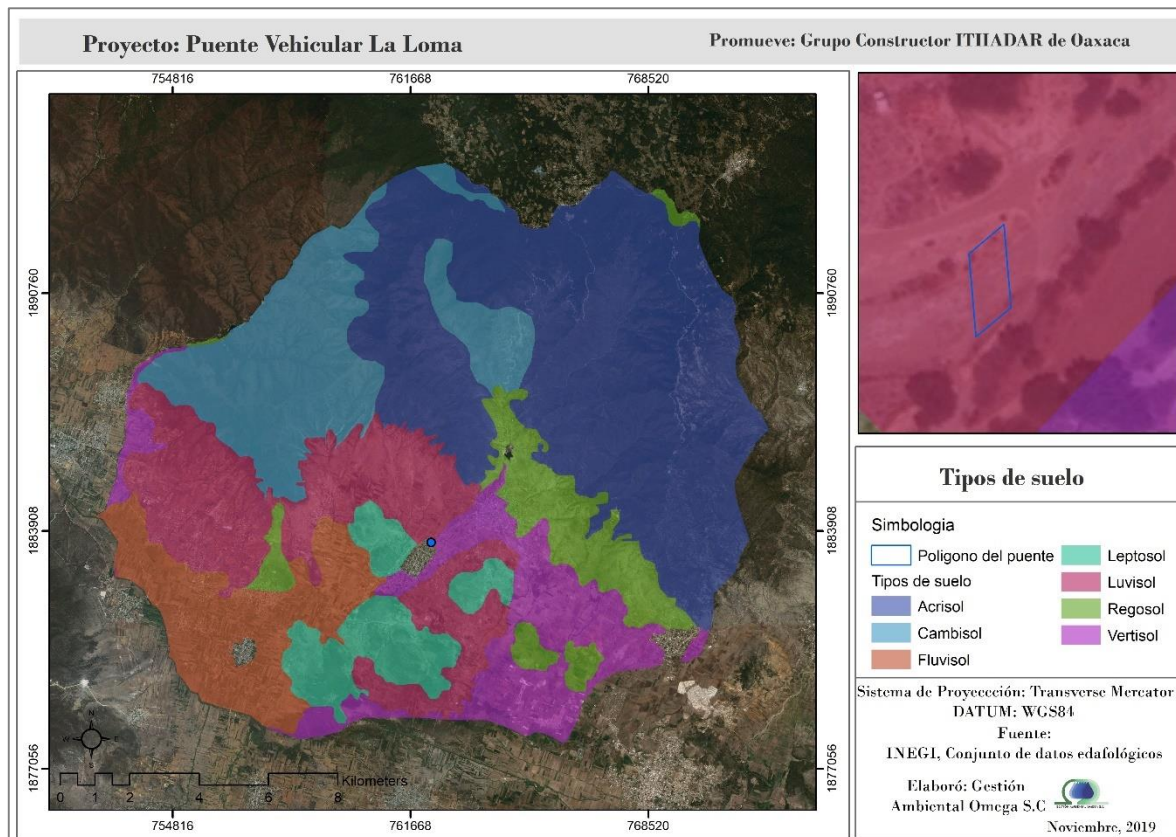 Proyecto: Puente Vehicular La Loma
Promueve: Grupo Constructor ITHADAR de Oaxaca
754816 761668 768520
1890760 1890760
1883908 1883908
1877056 1877056
N
W E
S
Kilometers
0 1 2 4 6 8
754816 761668 768520
Tipos de suelo
Simbologia
Poligono del puente
Tipos de suelo
Acrisol
Cambisol
Fluvisol
Leptosol
Luvisol
Regosol
Vertisol
Sistema de Proyeccción: Transverse Mercator
DATUM: WGS84
Fuente:
INEGI, Conjunto de datos edafológicos
Elaboró: Gestión
Ambiental Omega S.C
Noviembre, 2019